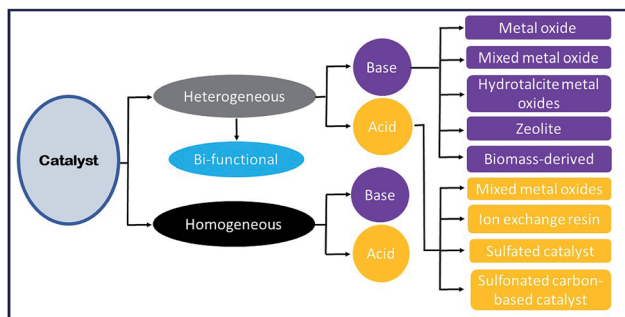 Catalyst
Heterogeneous
Bi-functional
Homogeneous
Base
Acid
Base
Acid
Metal oxide
Mixed metal oxide
Hydrotalcite metal
oxides
Zeolite
Biomass-derived
Mixed metal oxides
Ion exchange resin
Sulfated catalyst
Sulfonated carbon-
based catalyst